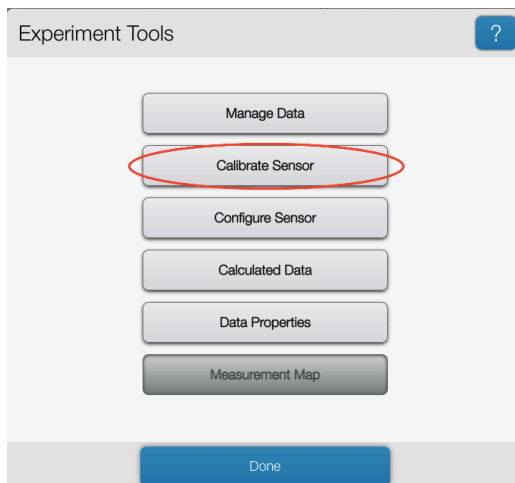 Experiment Tools
?
Manage Data
Calibrate Sensor
Configure Sensor
Calculated Data
Data Properties
Measurement Map
Done